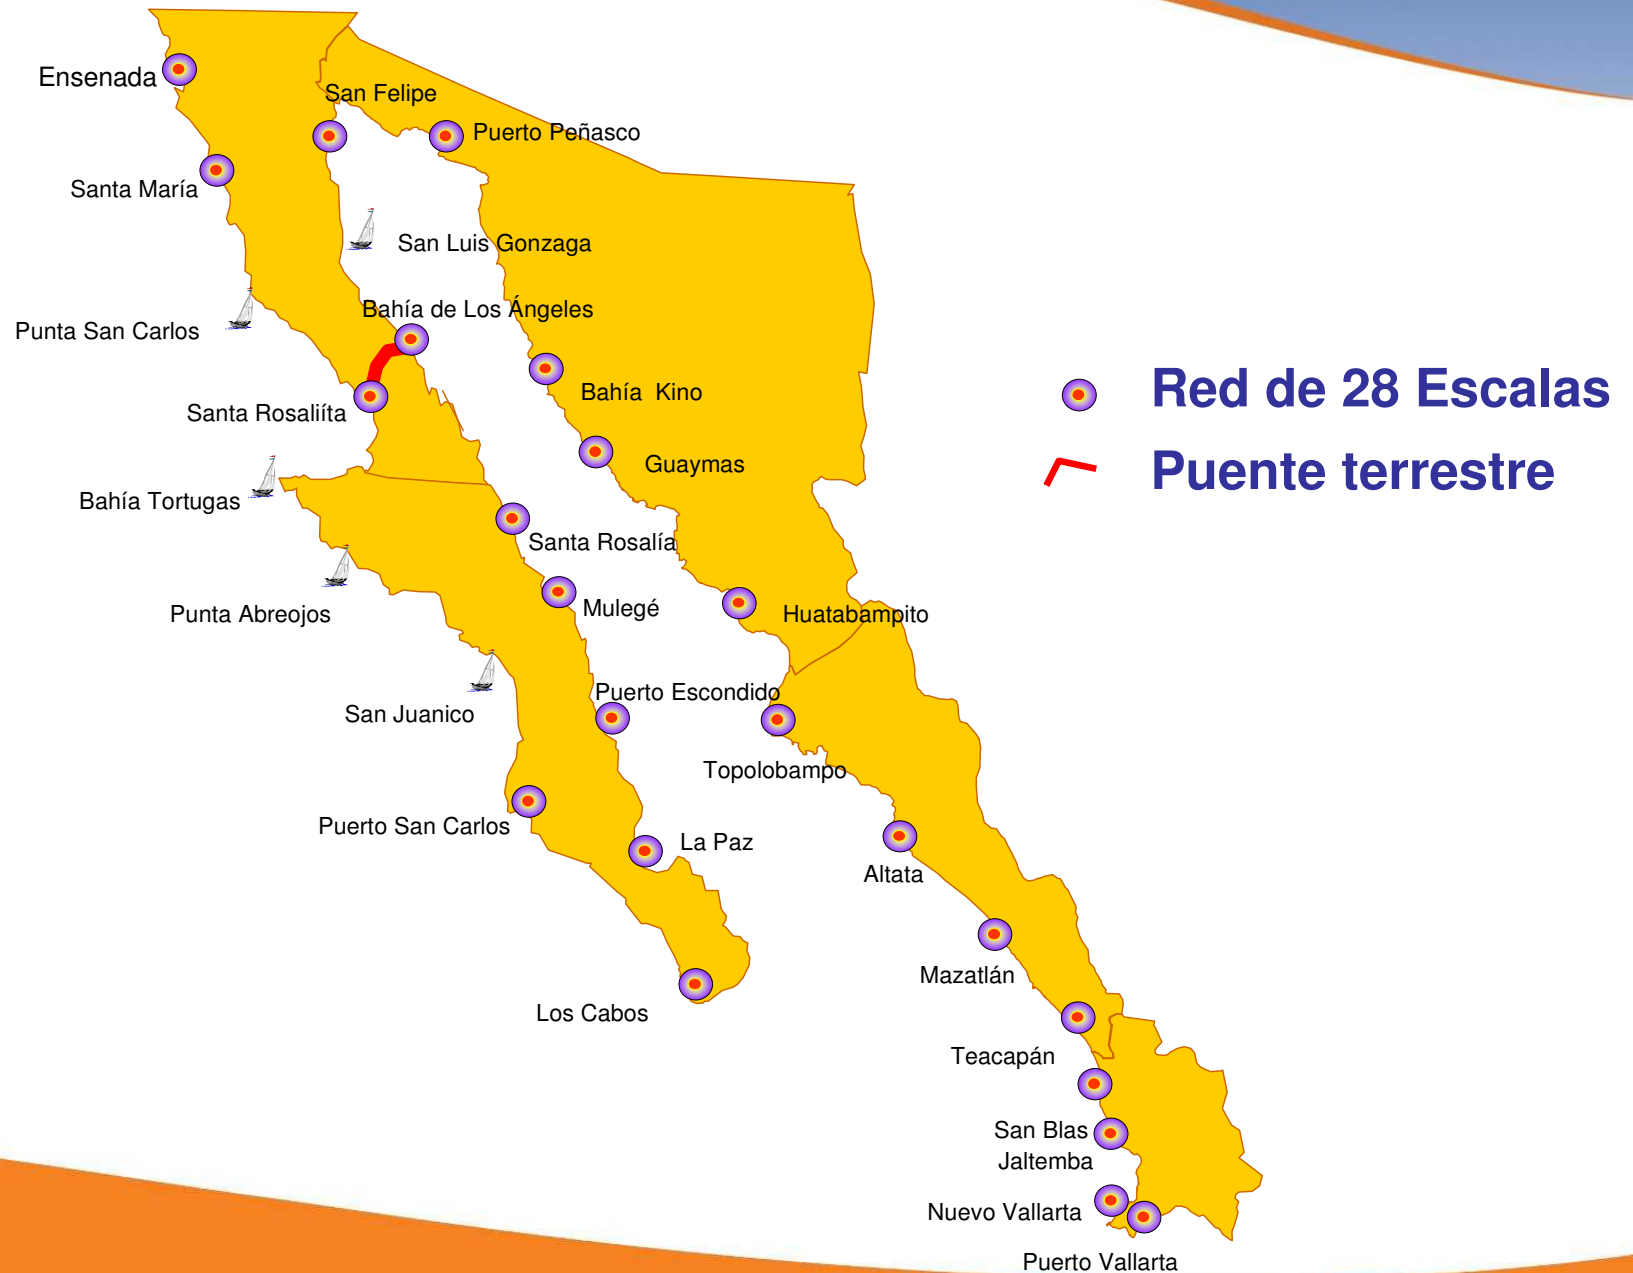 Ensenada
San Felipe
Puerto Peñasco
Santa María
San Luis Gonzaga
Bahía de Los Ángeles
Punta San Carlos
Bahía  Kino
Santa Rosaliíta
Guaymas
Bahía Tortugas
Santa Rosalía
Punta Abreojos
Mulegé
Huatabampito
Puerto Escondido
San Juanico
Topolobampo
Puerto San Carlos
La Paz
Altata
Mazatlán
Los Cabos
Teacapán
San Blas
Jaltemba
Nuevo Vallarta
Puerto Vallarta
Red de 28 Escalas
Puente terrestre